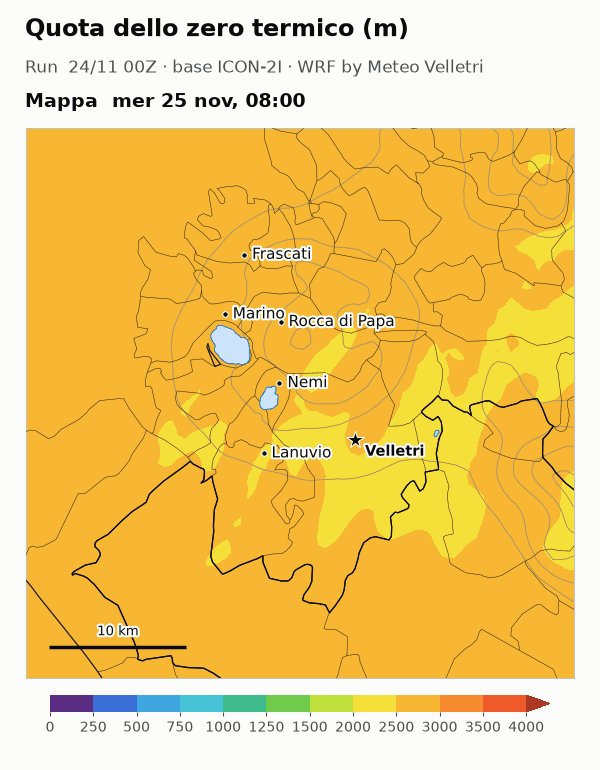 Quota dello zero termico (m)
Run  24/11 00Z · base ICON-2I · WRF by Meteo Velletri
Mappa  mer 25 nov, 08:00
Frascati
Marino
Rocca di Papa
Nemi
Velletri
Lanuvio
10 km
0 250 500 750 1000 1250 1500 2000 2500 3000 3500 4000